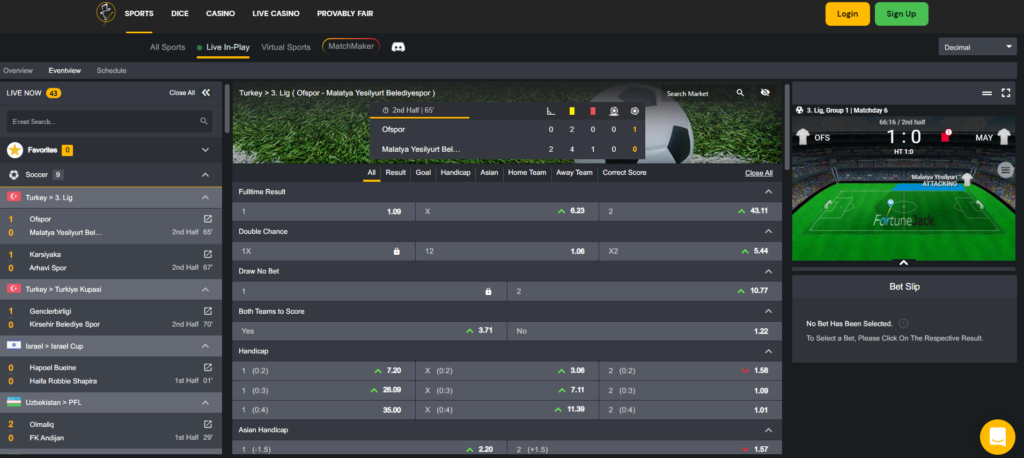 SPORTS DICE CASINO LIVE CASINO PROVABLY FAIR Login Sign Up
All Sports Live In-Play Virtual Sports MatchMaker Decimal
Overview Eventview Schedule
LIVE NOW 43 Close All
Event Search...
Favorites 0
Soccer 9
Turkey > 3. Lig
1 Ofspor
0 Malatya Yesilyurt Bel... 2nd Half 65'
1 Karsiyaka
0 Arhavi Spor 2nd Half 67'
Turkey > Turkiye Kupasi
1 Genclerbirligi
0 Kirsehir Belediye Spor 2nd Half 70'
Israel > Israel Cup
0 Hapoel Bueine
0 Haifa Robbie Shapira 1st Half 01'
Uzbekistan > PFL
2 Olmaliq
0 FK Andijan 1st Half 29'
Turkey > 3. Lig ( Ofspor - Malatya Yesilyurt Belediyespor ) Search Market
2nd Half | 65'
Ofspor 0 2 0 0 1
Malatya Yesilyurt Bel... 2 4 1 0 0
All Result Goal Handicap Asian Home Team Away Team Correct Score Close All
Fulltime Result
1 1.09 X 6.23 2 43.11
Double Chance
1X 12 1.06 X2 5.44
Draw No Bet
1 2 10.77
Both Teams to Score
Yes 3.71 No 1.22
Handicap
1 (0:2) 7.20 X (0:2) 3.06 2 (0:2) 1.58
1 (0:3) 26.09 X (0:3) 7.11 2 (0:3) 1.09
1 (0:4) 35.00 X (0:4) 11.39 2 (0:4) 1.01
Asian Handicap
1 (-1.5) 2.20 2 (+1.5) 1.57
3. Lig, Group 1 | Matchday 6
66:16 / 2nd half
OFS 1 : 0 1 MAY
HT 1:0
Malatya Yesilyurt
ATTACKING
FortuneJack
Bet Slip
No Bet Has Been Selected.
To Select a Bet, Please Click On The Respective Result.